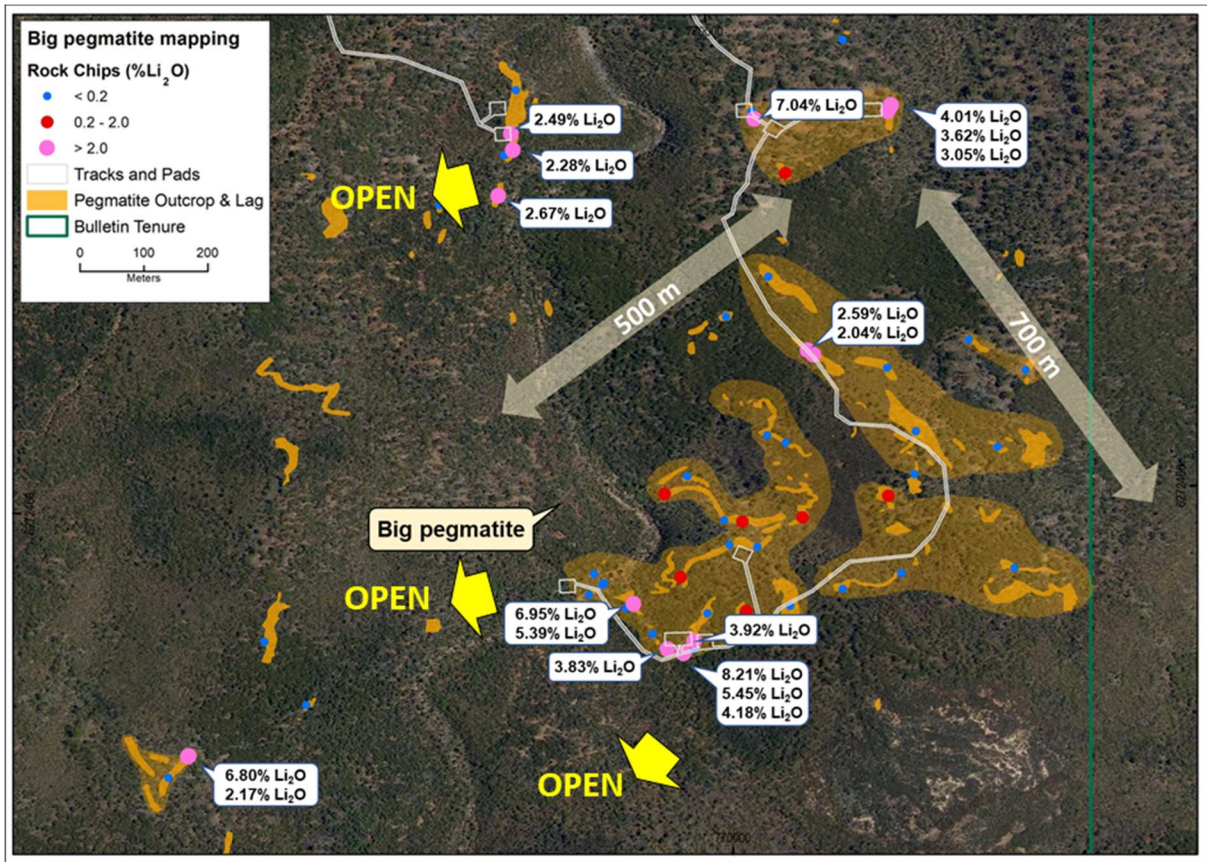 Big pegmatite mapping
Rock Chips (%Li₂O)
< 0.2
0.2 - 2.0
> 2.0
Tracks and Pads
Pegmatite Outcrop & Lag
Bulletin Tenure
0 100 200
Meters
2.49% Li₂O
2.28% Li₂O
2.67% Li₂O
OPEN
7.04% Li₂O
4.01% Li₂O
3.62% Li₂O
3.05% Li₂O
500 m
700 m
2.59% Li₂O
2.04% Li₂O
Big pegmatite
OPEN
6.95% Li₂O
5.39% Li₂O
3.92% Li₂O
3.83% Li₂O
8.21% Li₂O
5.45% Li₂O
4.18% Li₂O
OPEN
6.80% Li₂O
2.17% Li₂O
770000